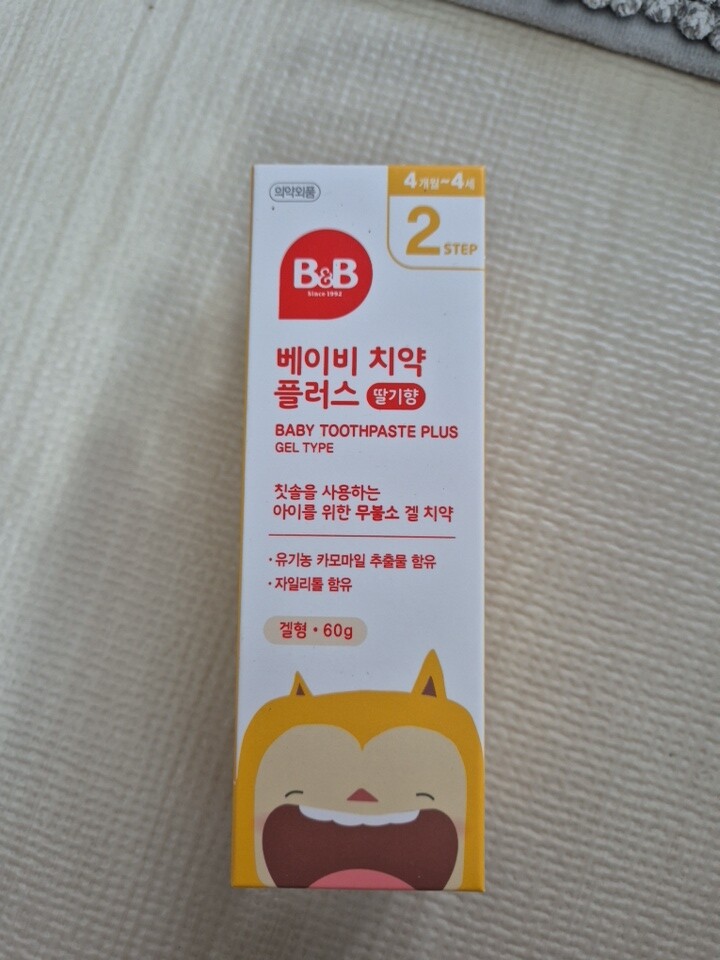 의약외품
4개월~4세
2 STEP
B&B
Since 1992
베이비 치약
플러스 딸기향
BABY TOOTHPASTE PLUS
GEL TYPE
칫솔을 사용하는
아이를 위한 무불소 겔 치약
· 유기농 카모마일 추출물 함유
· 자일리톨 함유
겔형 · 60g